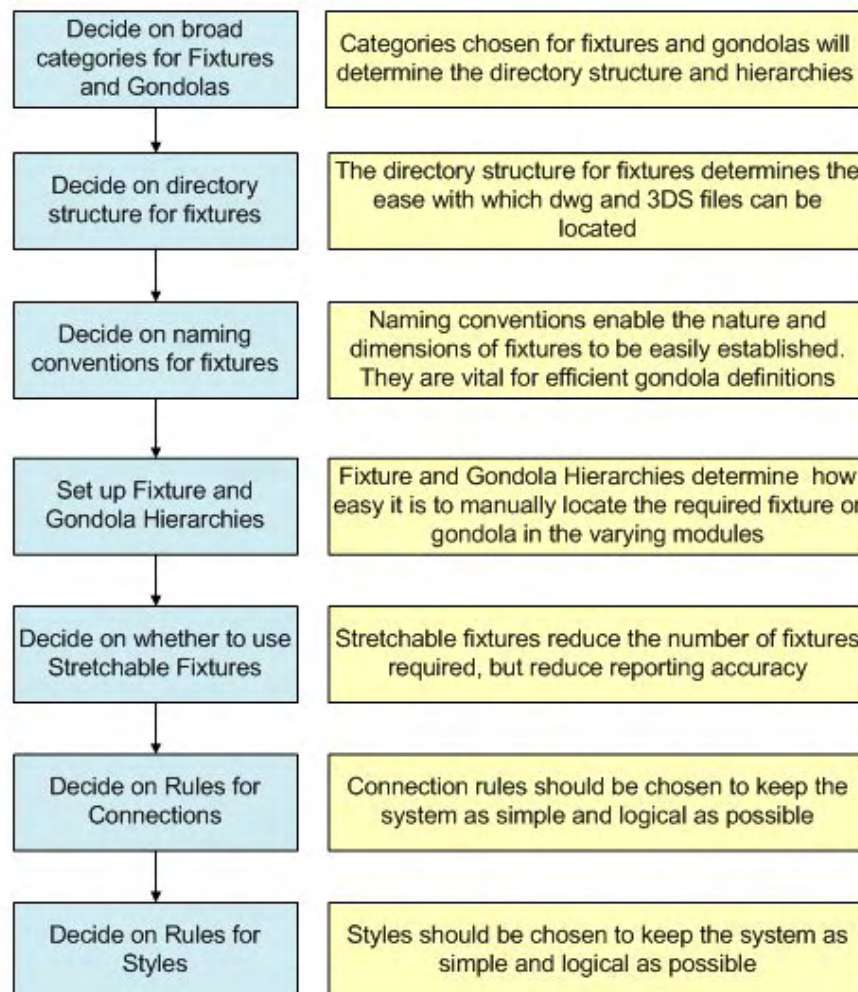 Decide on broad
categories for Fixtures
and Gondolas
Categories chosen for fixtures and gondolas will
determine the directory structure and hierarchies
Decide on directory
structure for fixtures
The directory structure for fixtures determines the
ease with which dwg and 3DS files can be
located
Decide on naming
conventions for fixtures
Naming conventions enable the nature and
dimensions of fixtures to be easily established.
They are vital for efficient gondola definitions
Set up Fixture and
Gondola Hierarchies
Fixture and Gondola Hierarchies determine how
easy it is to manually locate the required fixture or
gondola in the varying modules
Decide on whether to use
Stretchable Fixtures
Stretchable fixtures reduce the number of fixtures
required, but reduce reporting accuracy
Decide on Rules for
Connections
Connection rules should be chosen to keep the
system as simple and logical as possible
Decide on Rules for
Styles
Styles should be chosen to keep the system as
simple and logical as possible